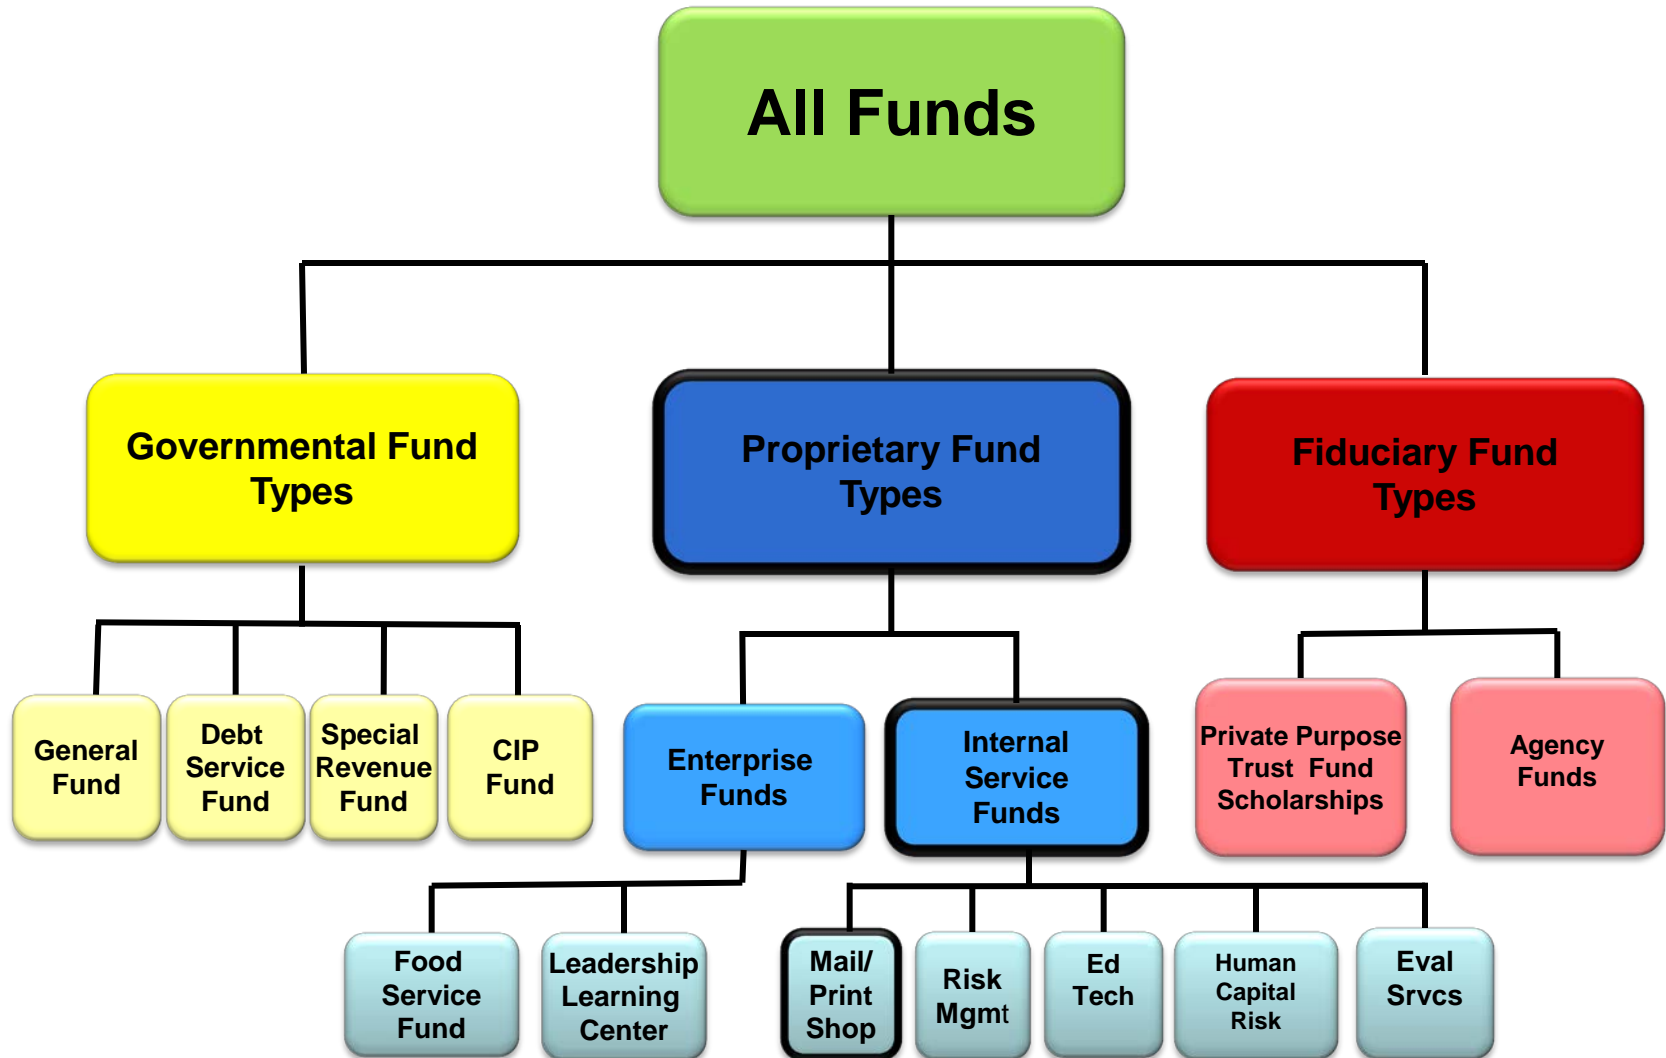 All Funds
Governmental Fund
Types
Proprietary Fund
Types
Fiduciary Fund
Types
General
Fund
Debt
Service
Fund
Special
Revenue
Fund
CIP
Fund
Enterprise
Funds
Internal
Service
Funds
Private Purpose
Trust Fund
Scholarships
Agency
Funds
Food
Service
Fund
Leadership
Learning
Center
Mail/
Print
Shop
Risk
Mgmt
Ed
Tech
Human
Capital
Risk
Eval
Srvcs